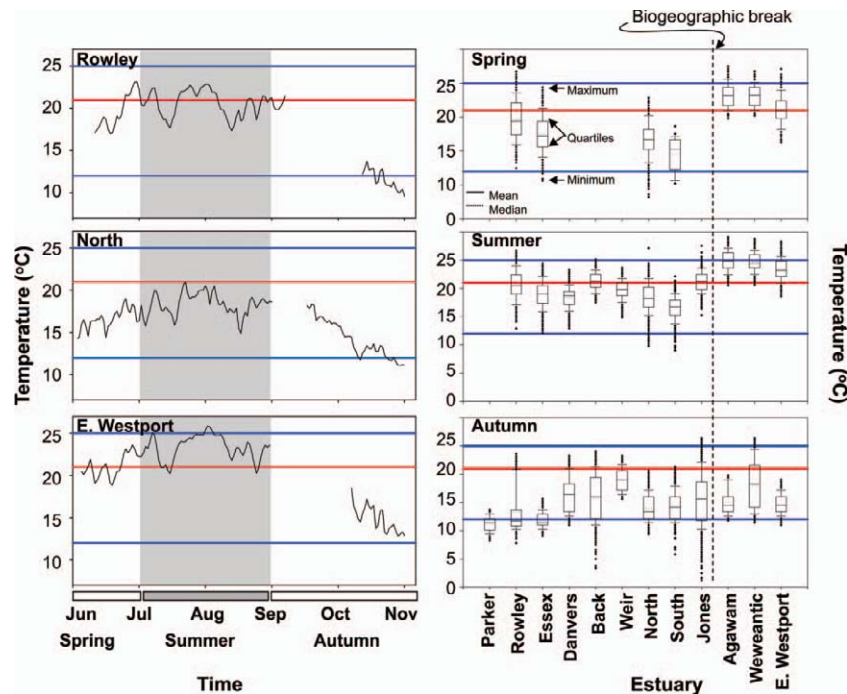 Biogeographic break
Rowley
25
20
15
10
North
25
20
15
10
E. Westport
25
20
15
10
Temperature (°C)
Jun Jul Aug Sep Oct Nov
Spring Summer Autumn
Time
Spring
25
20
15
10
5
0
Maximum
Quartiles
Minimum
Mean
Median
Summer
25
20
15
10
5
0
Autumn
25
20
15
10
5
0
Temperature (°C)
Parker
Rowley
Essex
Danvers
Back
Weir
North
South
Jones
Agawam
Weweantic
E. Westport
Estuary